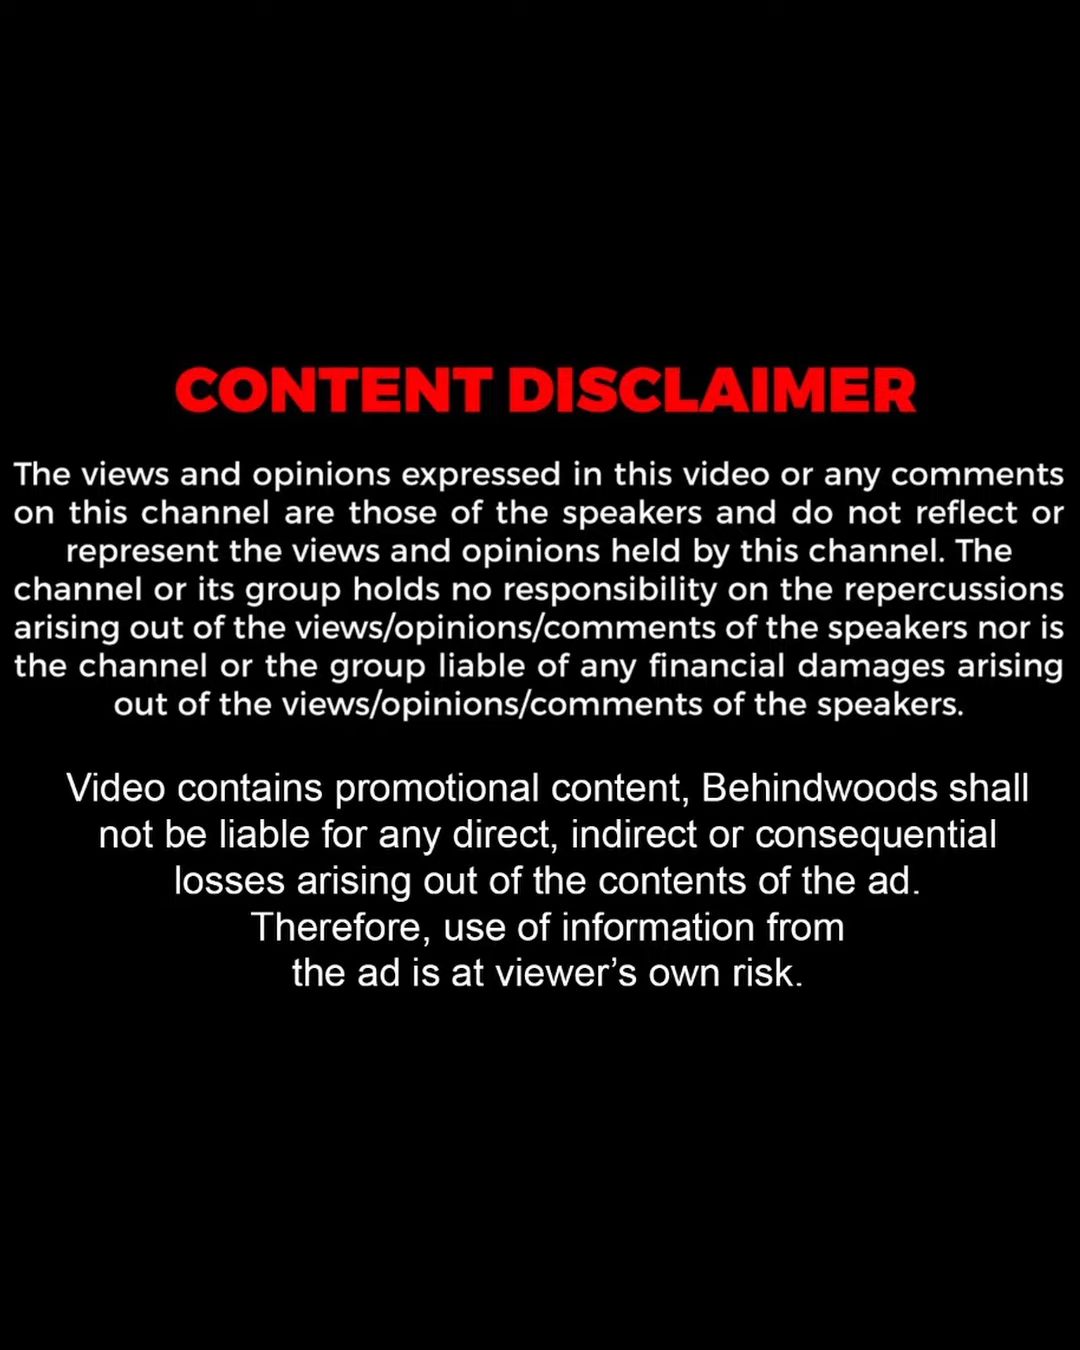 CONTENT DISCLAIMER
The views and opinions expressed in this video or any comments
on this channel are those of the speakers and do not reflect or
represent the views and opinions held by this channel. The
channel or its group holds no responsibility on the repercussions
arising out of the views/opinions/comments of the speakers nor is
the channel or the group liable of any financial damages arising
out of the views/opinions/comments of the speakers.
Video contains promotional content, Behindwoods shall
not be liable for any direct, indirect or consequential
losses arising out of the contents of the ad.
Therefore, use of information from
the ad is at viewer’s own risk.